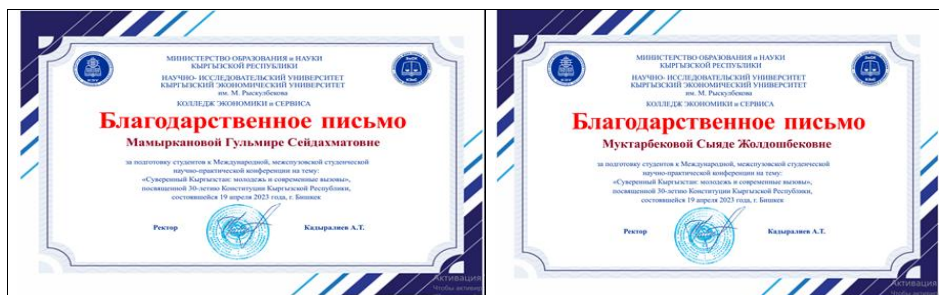 МИНИСТЕРСТВО ОБРАЗОВАНИЯ и НАУКИ
КЫРГЫЗСКОЙ РЕСПУБЛИКИ
НАУЧНО- ИССЛЕДОВАТЕЛЬСКИЙ УНИВЕРСИТЕТ
КЫРГЫЗСКИЙ ЭКОНОМИЧЕСКИЙ УНИВЕРСИТЕТ
им. М. Рыскулбекова
КОЛЛЕДЖ ЭКОНОМИКИ и СЕРВИСА
Благодарственное письмо
Мамыркановой Гульмире Сейдахматовне
за подготовку студентов к Международной, межвузовской студенческой
научно-практической конференции на тему:
«Суверенный Кыргызстан: молодежь и современные вызовы»,
посвященной 30-летию Конституции Кыргызской Республики,
состоявшейся 19 апреля 2023 года, г. Бишкек
Ректор Кадыралиев А.Т.
Активация
Чтобы активир
МИНИСТЕРСТВО ОБРАЗОВАНИЯ и НАУКИ
КЫРГЫЗСКОЙ РЕСПУБЛИКИ
НАУЧНО- ИССЛЕДОВАТЕЛЬСКИЙ УНИВЕРСИТЕТ
КЫРГЫЗСКИЙ ЭКОНОМИЧЕСКИЙ УНИВЕРСИТЕТ
им. М. Рыскулбекова
КОЛЛЕДЖ ЭКОНОМИКИ и СЕРВИСА
Благодарственное письмо
Муктарбековой Сыяде Жолдошбековне
за подготовку студентов к Международной, межвузовской студенческой
научно-практической конференции на тему:
«Суверенный Кыргызстан: молодежь и современные вызовы»,
посвященной 30-летию Конституции Кыргызской Республики,
состоявшейся 19 апреля 2023 года, г. Бишкек
Ректор Кадыралиев А.Т.
Активация
Чтобы активир